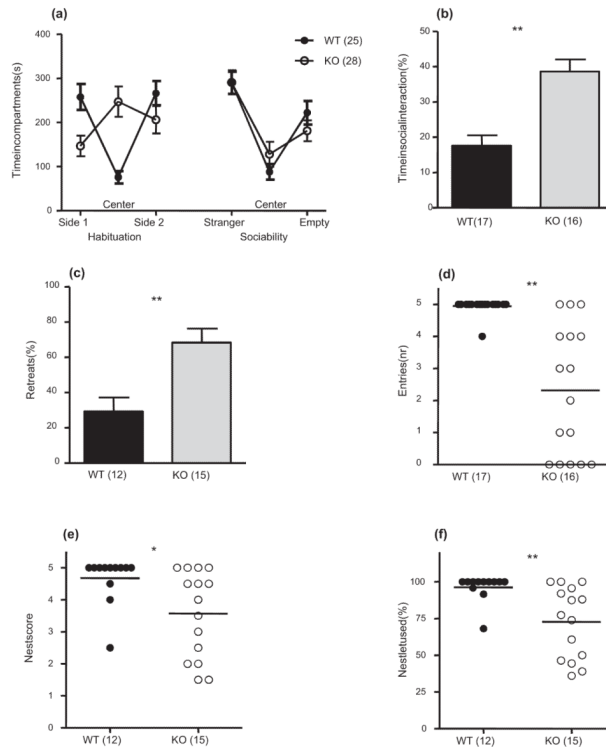 (a)
WT (25)
KO (28)
Timeincompartments(s)
400
300
200
100
0
Center
Center
Side 1
Side 2
Stranger
Empty
Habituation
Sociability
(b)
**
Timeinsocialinteraction(%)
50
40
30
20
10
0
WT(17)
KO (16)
(c)
**
Retreats(%)
100
80
60
40
20
0
WT (12)
KO (15)
(d)
**
Entries(nr)
5
4
3
2
1
0
WT (17)
KO (16)
(e)
*
Nestscore
5
4
3
2
1
0
WT (12)
KO (15)
(f)
**
Nestletused(%)
100
75
50
25
0
WT (12)
KO (15)